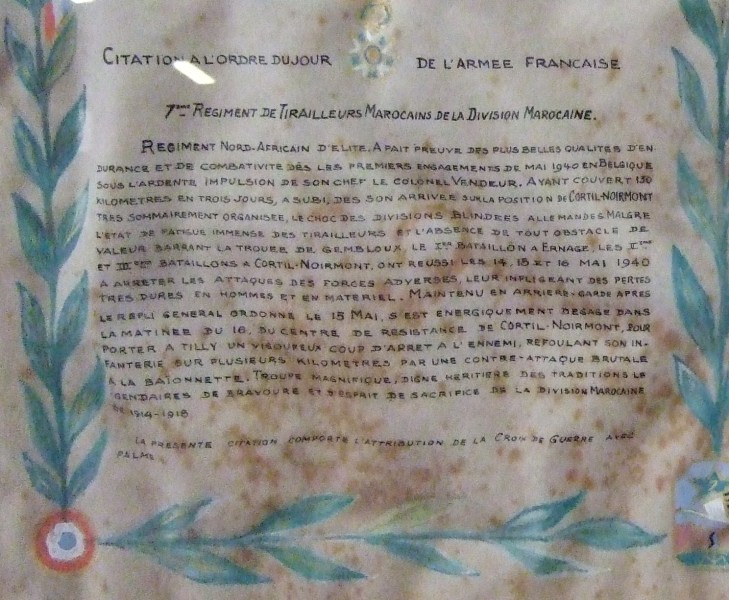 CITATION A L'ORDRE DU JOUR DE L'ARMEE FRANCAISE
7ème REGIMENT DE TIRAILLEURS MAROCAINS DE LA DIVISION MAROCAINE.
REGIMENT NORD-AFRICAIN D'ELITE. A FAIT PREUVE DES PLUS BELLES QUALITES D'EN
DURANCE ET DE COMBATIVITE DÈS LES PREMIERS ENGAGEMENTS DE MAI 1940 EN BELGIQUE
SOUS L'ARDENTE IMPULSION DE SON CHEF LE COLONEL VENDEUR. AYANT COUVERT 130
KILOMETRES EN TROIS JOURS, A SUBI, DES SON ARRIVEE SUR LA POSITION DE CORTIL-NOIRMONT
TRES SOMMAIREMENT ORGANISEE, LE CHOC DES DIVISIONS BLINDEES ALLEMANDES MALGRE
L'ETAT DE FATIGUE IMMENSE DES TIRAILLEURS ET L'ABSENCE DE TOUT OBSTACLE DE
VALEUR BARRANT LA TROUEE DE GEMBLOUX, LE Ier BATAILLON A ERNAGE, LES IIème
ET IIIème BATAILLONS A CORTIL-NOIRMONT, ONT REUSSI LES 14, 15 ET 16 MAI 1940
A ARRETER LES ATTAQUES DES FORCES ADVERSES, LEUR INFLIGEANT DES PERTES
TRES DURES EN HOMMES ET EN MATERIEL. MAINTENU EN ARRIERE-GARDE APRES
LE REPLI GENERAL ORDONNE LE 15 MAI, S'EST ENERGIQUEMENT DEGAGE DANS
LA MATINEE DU 16, DU CENTRE DE RESISTANCE DE CORTIL-NOIRMONT, POUR
PORTER A TILLY UN VIGOUREUX COUP D'ARRET A L'ENNEMI, REFOULANT SON IN-
FANTERIE SUR PLUSIEURS KILOMETRES PAR UNE CONTRE-ATTAQUE BRUTALE
A LA BAÏONNETTE. TROUPE MAGNIFIQUE, DIGNE HERITIERE DES TRADITIONS LE
GENDAIRES DE BRAVOURE ET D'ESPRIT DE SACRIFICE DE LA DIVISION MAROCAINE
DE 1914-1918
LA PRESENTE CITATION COMPORTE L'ATTRIBUTION DE LA CROIX DE GUERRE AVEC
PALME